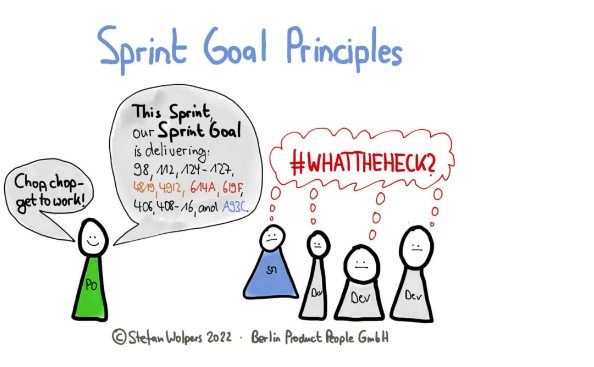 Sprint Goal Principles
This Sprint,
our Sprint Goal
is delivering:
98, 112, 124-127,
4819, 4912, 614A, 619F,
406, 408-16, and A93C.
Chop, chop-
get to work!
#WHATTHEHECK?
PO
SM
Dev
Dev
Dev
© Stefan Wolpers 2022 · Berlin Product People GmbH